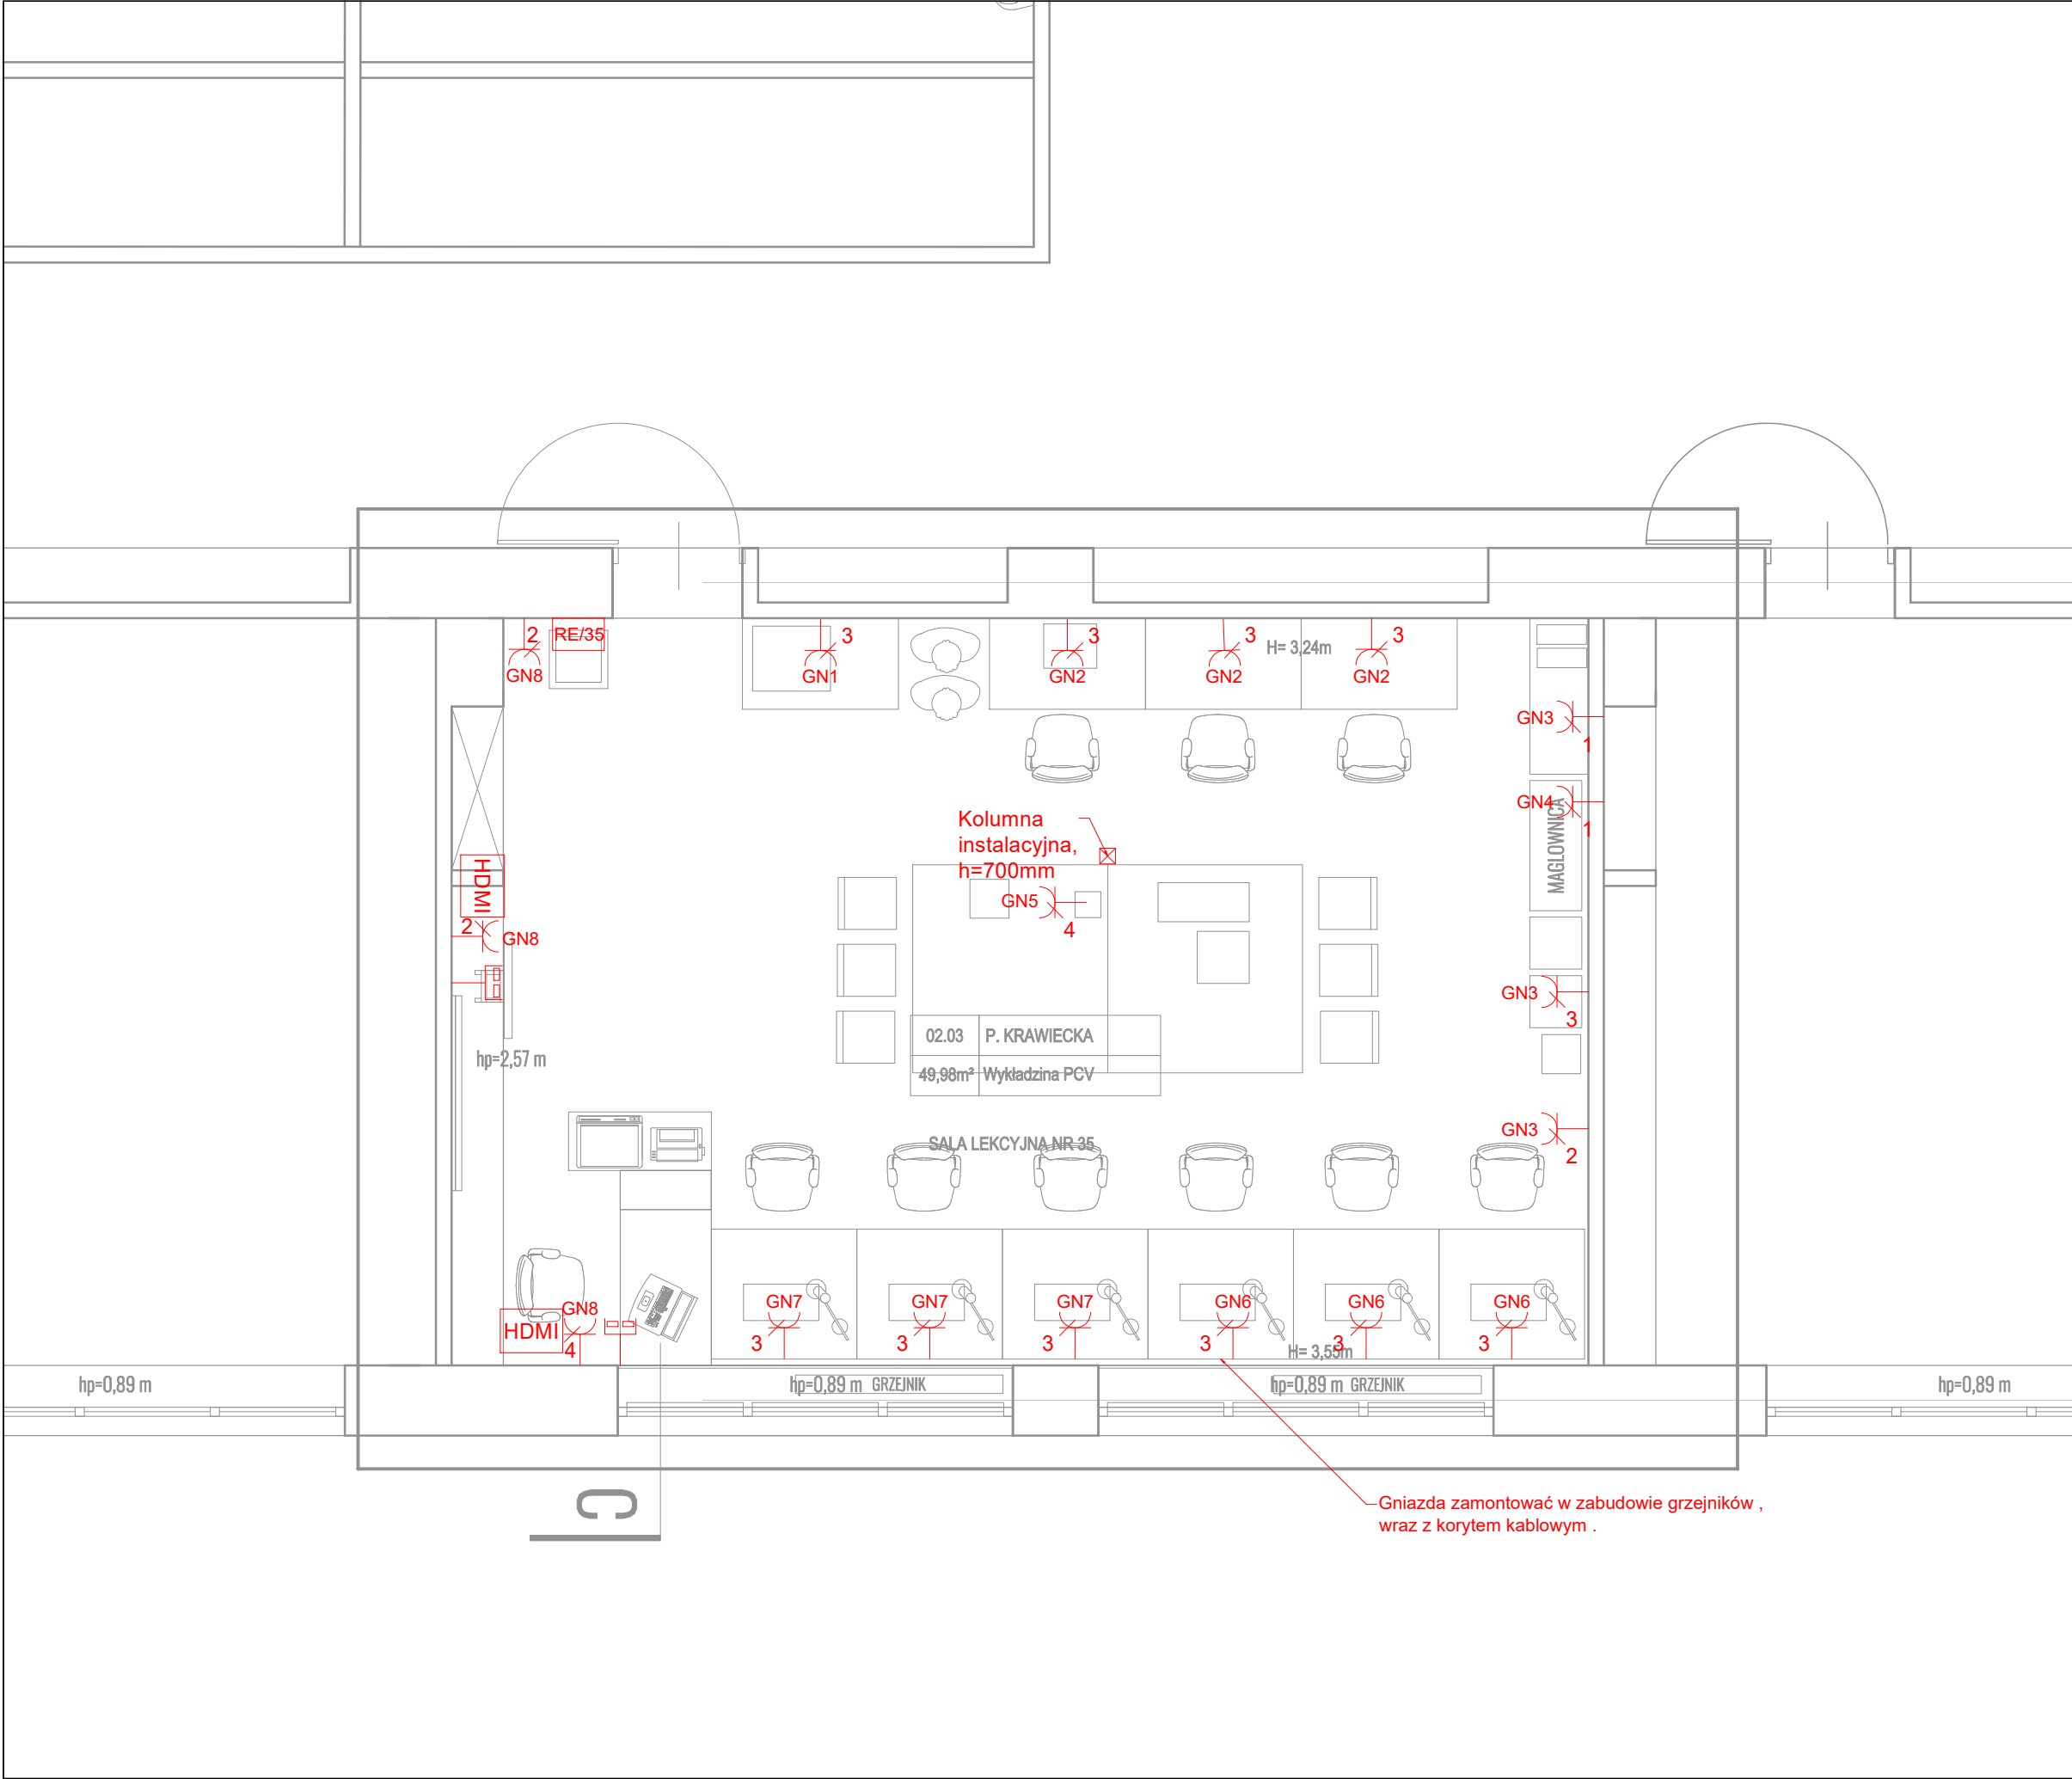 2
RE/35
GN8
3
GN1
3
GN2
3
GN2
3
GN2
H= 3,24m
GN3
1
GN4
1
MAGLOWNICA
Kolumna
instalacyjna,
h=700mm
GN5
4
HDMI
2
GN8
hp=2,57 m
GN3
3
02.03 P. KRAWIECKA
49,98m² Wykładzina PCV
SALA LEKCYJNA NR 35
GN3
2
GN8
HDMI
4
GN7
3
GN7
3
GN7
3
GN6
3
GN6
3
GN6
3
H= 3,55m
hp=0,89 m
hp=0,89 m GRZEJNIK
hp=0,89 m GRZEJNIK
hp=0,89 m
C
Gniazda zamontować w zabudowie grzejników ,
wraz z korytem kablowym .